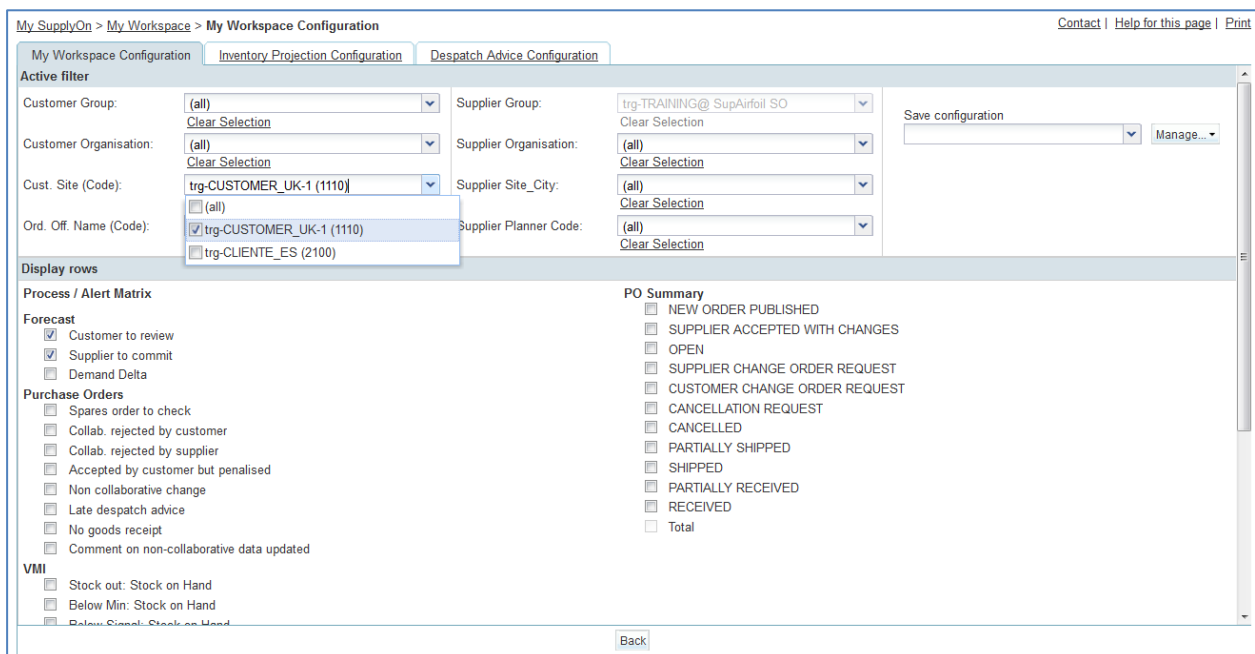 My SupplyOn > My Workspace > My Workspace Configuration
Contact | Help for this page | Print
My Workspace Configuration
Inventory Projection Configuration
Despatch Advice Configuration
Active filter
Customer Group:
(all)
Clear Selection
Supplier Group:
trg-TRAINING@ SupAirfoil SO
Clear Selection
Save configuration
Manage...
Customer Organisation:
(all)
Clear Selection
Supplier Organisation:
(all)
Clear Selection
Cust. Site (Code):
trg-CUSTOMER_UK-1 (1110)
Supplier Site_City:
(all)
Clear Selection
(all)
trg-CUSTOMER_UK-1 (1110)
trg-CLIENTE_ES (2100)
Ord. Off. Name (Code):
Supplier Planner Code:
(all)
Clear Selection
Display rows
Process / Alert Matrix
Forecast
Customer to review
Supplier to commit
Demand Delta
Purchase Orders
Spares order to check
Collab. rejected by customer
Collab. rejected by supplier
Accepted by customer but penalised
Non collaborative change
Late despatch advice
No goods receipt
Comment on non-collaborative data updated
VMI
Stock out: Stock on Hand
Below Min: Stock on Hand
Below Signal: Stock on Hand
PO Summary
NEW ORDER PUBLISHED
SUPPLIER ACCEPTED WITH CHANGES
OPEN
SUPPLIER CHANGE ORDER REQUEST
CUSTOMER CHANGE ORDER REQUEST
CANCELLATION REQUEST
CANCELLED
PARTIALLY SHIPPED
SHIPPED
PARTIALLY RECEIVED
RECEIVED
Total
Back